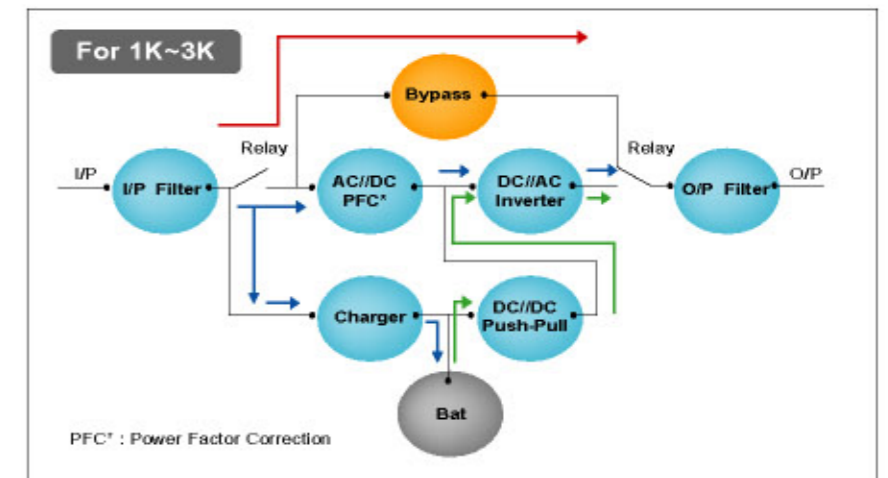 For 1K~3K
Bypass
Relay
Relay
I/P
I/P Filter
AC//DC
PFC*
DC//AC
Inverter
O/P Filter
O/P
Charger
DC//DC
Push-Pull
Bat
PFC* : Power Factor Correction